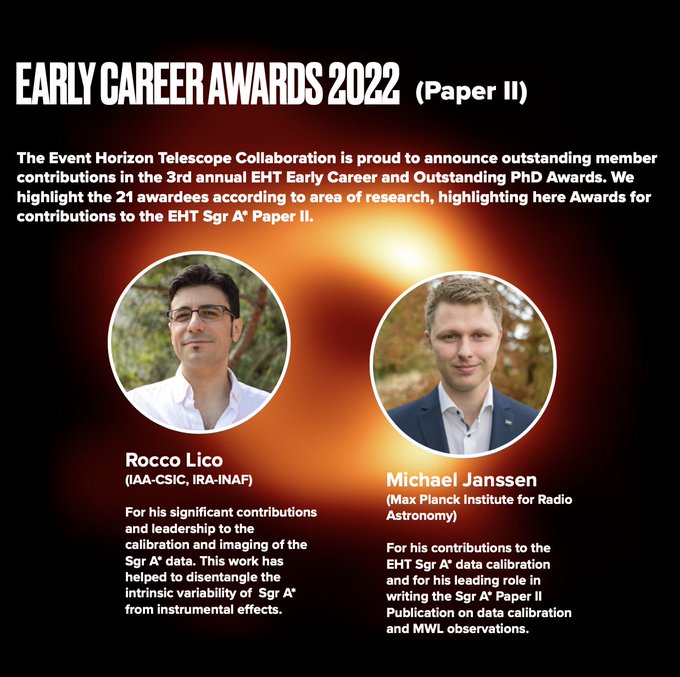 EARLY CAREER AWARDS 2022 (Paper II)
The Event Horizon Telescope Collaboration is proud to announce outstanding member
contributions in the 3rd annual EHT Early Career and Outstanding PhD Awards. We
highlight the 21 awardees according to area of research, highlighting here Awards for
contributions to the EHT Sgr A* Paper II.
Rocco Lico
(IAA-CSIC, IRA-INAF)
For his significant contributions
and leadership to the
calibration and imaging of the
Sgr A* data. This work has
helped to disentangle the
intrinsic variability of Sgr A*
from instrumental effects.
Michael Janssen
(Max Planck Institute for Radio
Astronomy)
For his contributions to the
EHT Sgr A* data calibration
and for his leading role in
writing the Sgr A* Paper II
Publication on data calibration
and MWL observations.